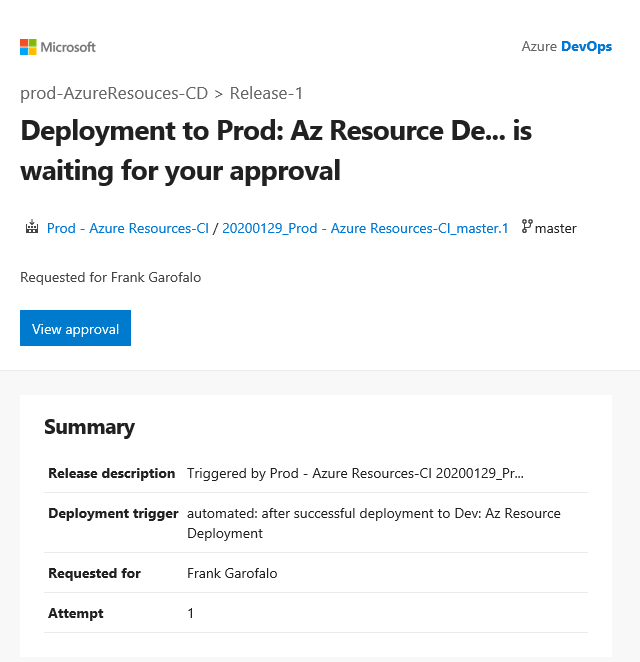 Microsoft
Azure DevOps
prod-AzureResouces-CD > Release-1
Deployment to Prod: Az Resource De... is
waiting for your approval
Prod - Azure Resources-CI / 20200129_Prod - Azure Resources-CI_master.1 master
Requested for Frank Garofalo
View approval
Summary
Release description Triggered by Prod - Azure Resources-CI 20200129_Pr...
Deployment trigger automated: after successful deployment to Dev: Az Resource
Deployment
Requested for Frank Garofalo
Attempt 1